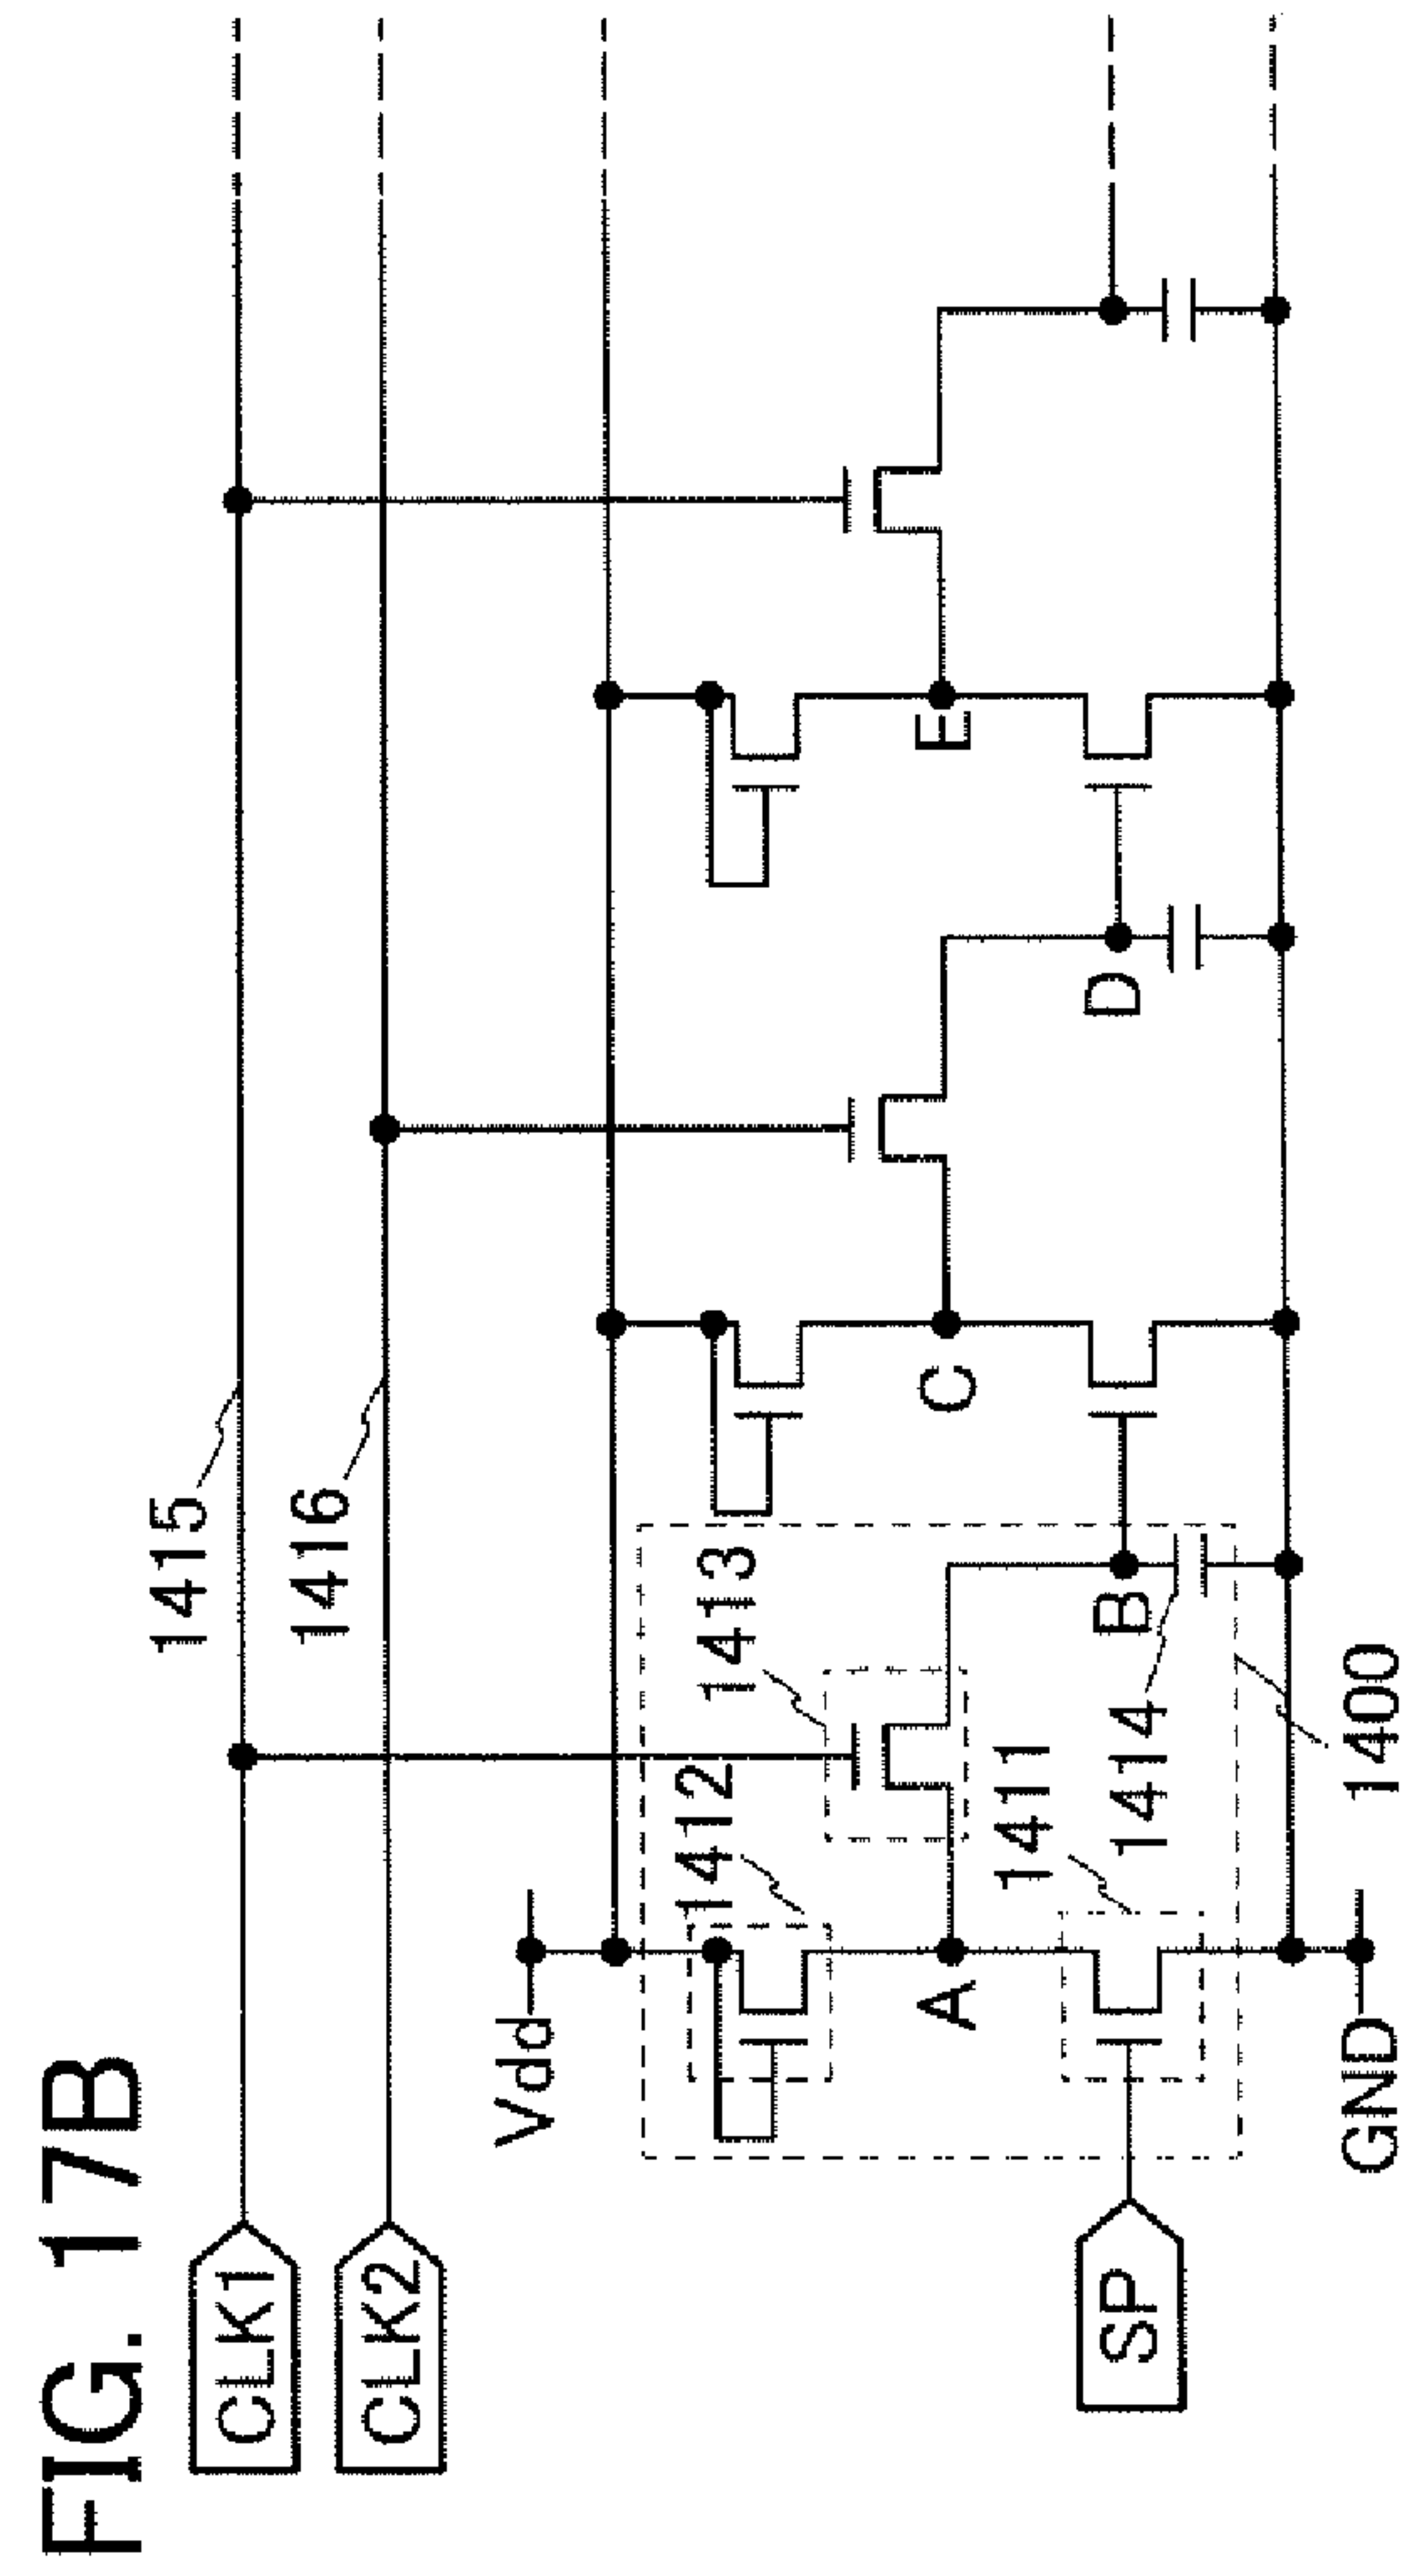 FIG. 17B
CLK1
1415
CLK2
1416
Vdd
1412
1413
A
C
E
SP
1411
1414
B
D
GND
1400